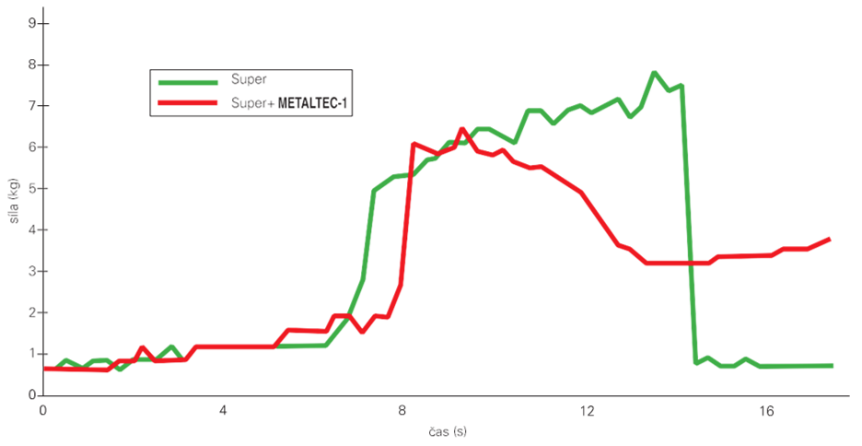 9
8
7
6
5
4
3
2
1
0
síla (kg)
Super
Super+ METALTEC-1
0 4 8 12 16
čas (s)